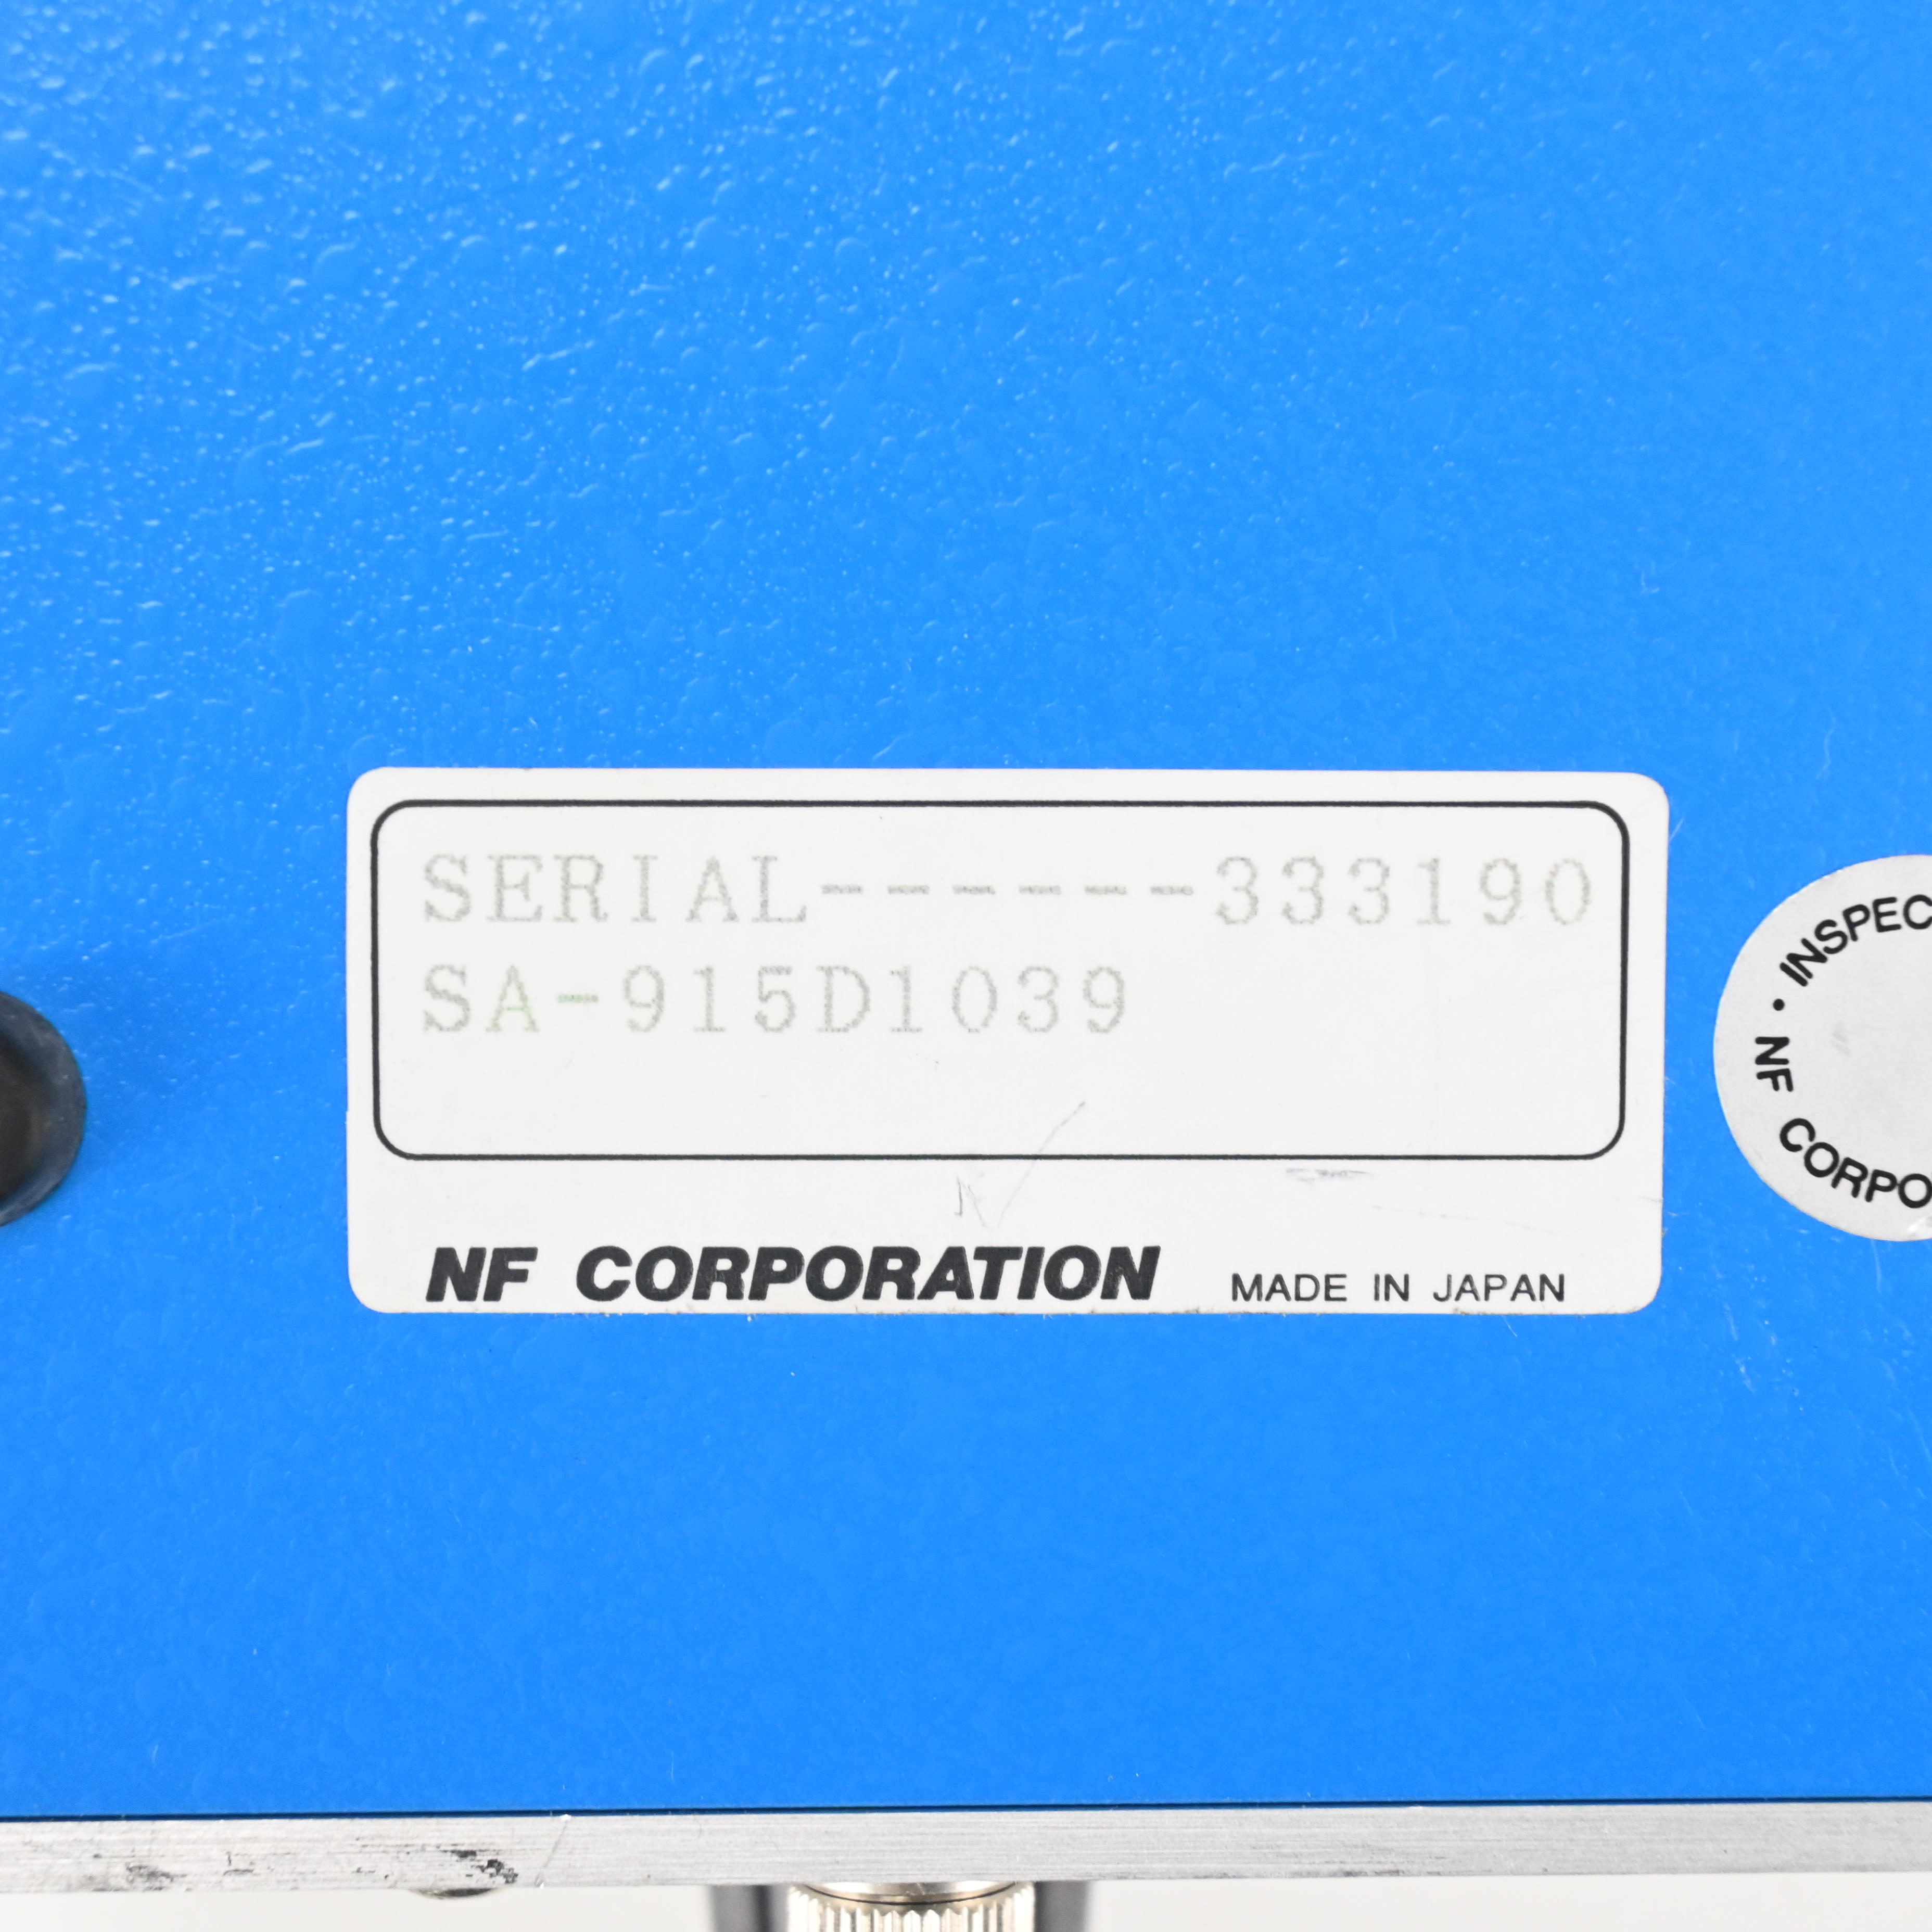 SERIAL------333190
SA-915D1039
NF CORPORATION MADE IN JAPAN
INSPEC
• NF CORPO